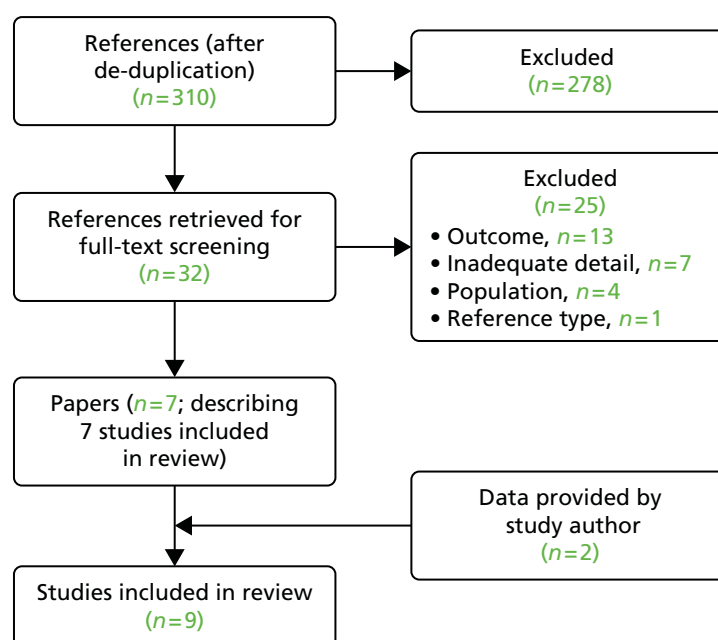 References (after
de-duplication)
(n=310)
Excluded
(n=278)
References retrieved for
full-text screening
(n=32)
Excluded
(n=25)
• Outcome, n=13
• Inadequate detail, n=7
• Population, n=4
• Reference type, n=1
Papers (n=7; describing
7 studies included
in review)
Data provided by
study author
(n=2)
Studies included in review
(n=9)